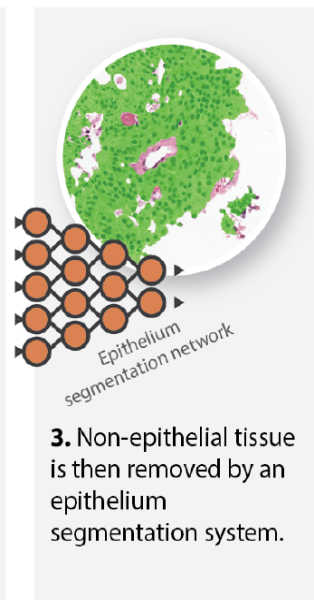 Epithelium
segmentation network
3. Non-epithelial tissue
is then removed by an
epithelium
segmentation system.